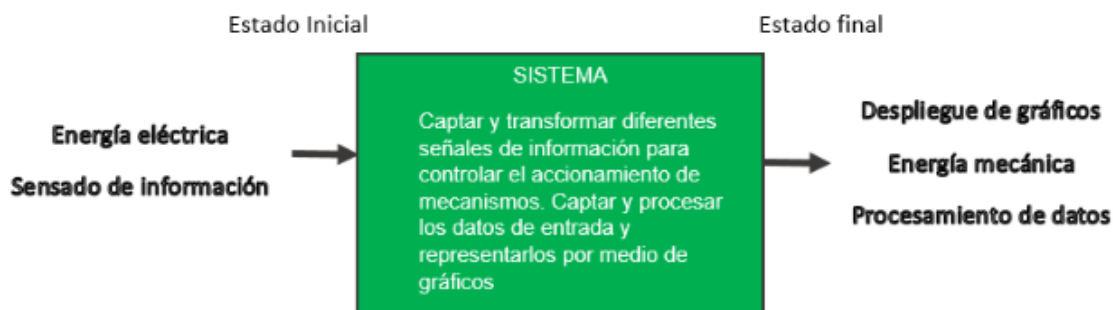 Estado Inicial
Estado final
Energía eléctrica
Sensado de información
SISTEMA
Captar y transformar diferentes
señales de información para
controlar el accionamiento de
mecanismos. Captar y procesar
los datos de entrada y
representarlos por medio de
gráficos
Despliegue de gráficos
Energía mecánica
Procesamiento de datos